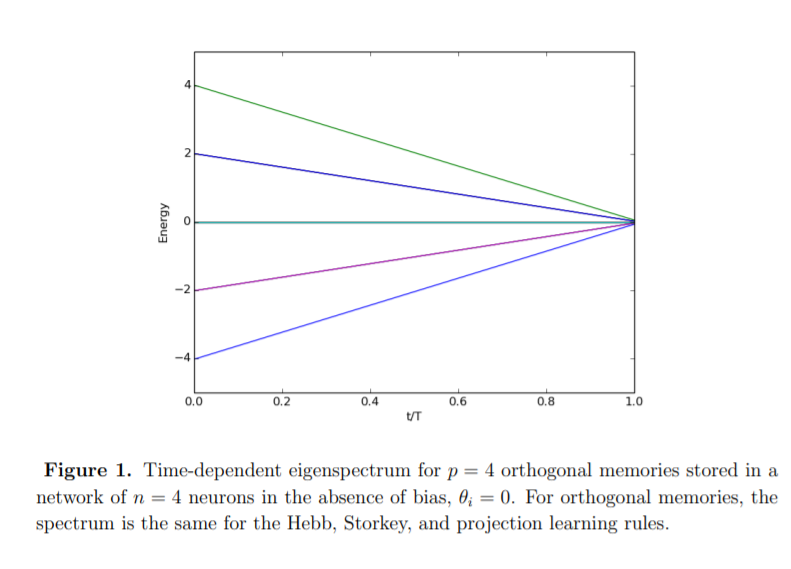 4
2
0
−2
−4
Energy
0.0 0.2 0.4 0.6 0.8 1.0
t/T
Figure 1. Time-dependent eigenspectrum for p = 4 orthogonal memories stored in a
network of n = 4 neurons in the absence of bias, θi = 0. For orthogonal memories, the
spectrum is the same for the Hebb, Storkey, and projection learning rules.